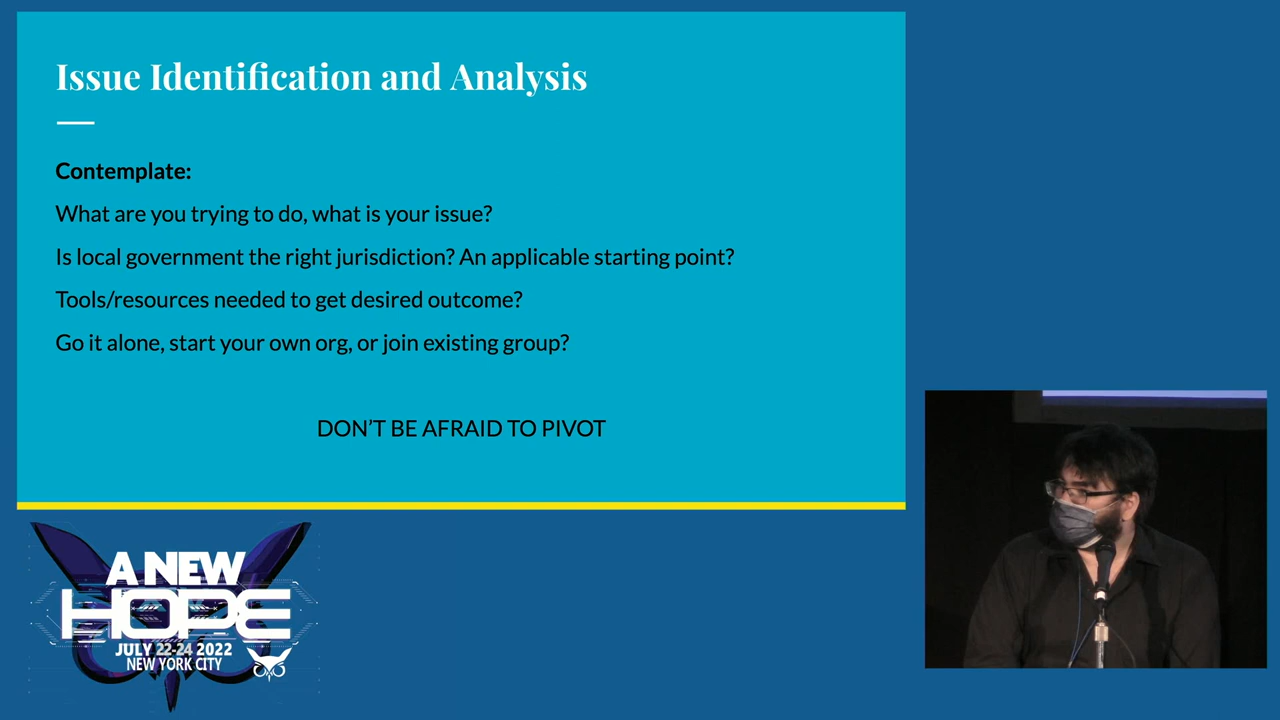 Issue Identification and Analysis
Contemplate:
What are you trying to do, what is your issue?
Is local government the right jurisdiction? An applicable starting point?
Tools/resources needed to get desired outcome?
Go it alone, start your own org, or join existing group?
DON'T BE AFRAID TO PIVOT
A NEW
HOPE
JULY 22-24 2022
NEW YORK CITY